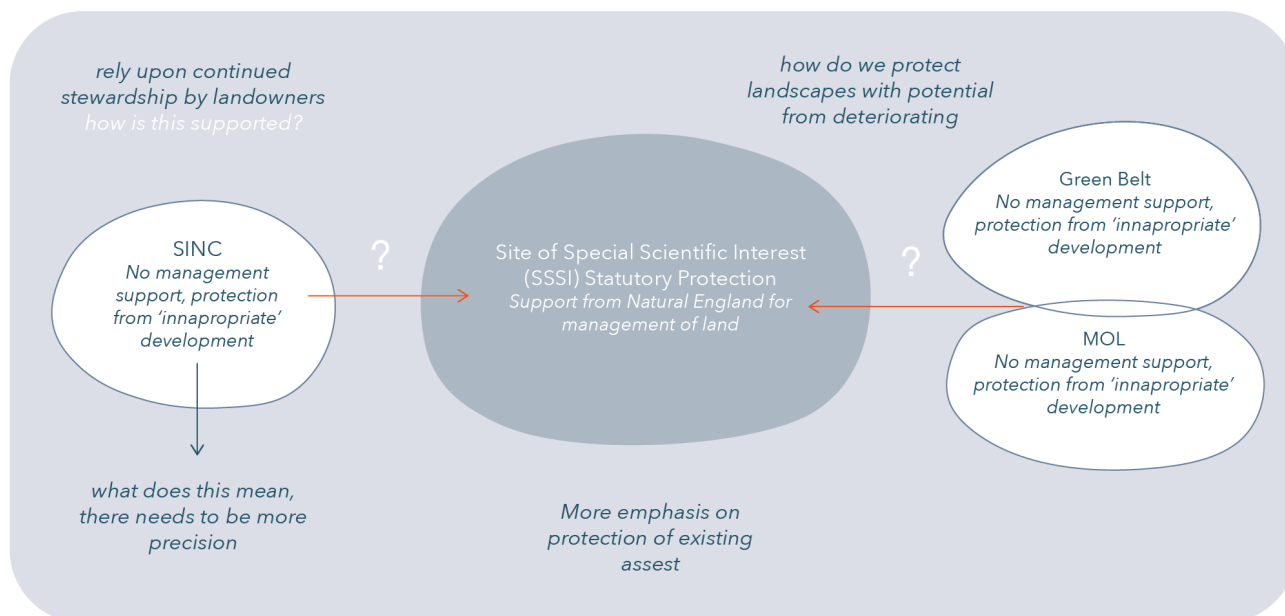 rely upon continued
stewardship by landowners
how is this supported?
how do we protect
landscapes with potential
from deteriorating
SINC
No management
support, protection
from 'innapropriate'
development
?
Site of Special Scientific Interest
(SSSI) Statutory Protection
Support from Natural England for
management of land
?
Green Belt
No management support,
protection from 'innapropriate'
development
MOL
No management support,
protection from 'innapropriate'
development
what does this mean,
there needs to be more
precision
More emphasis on
protection of existing
assest